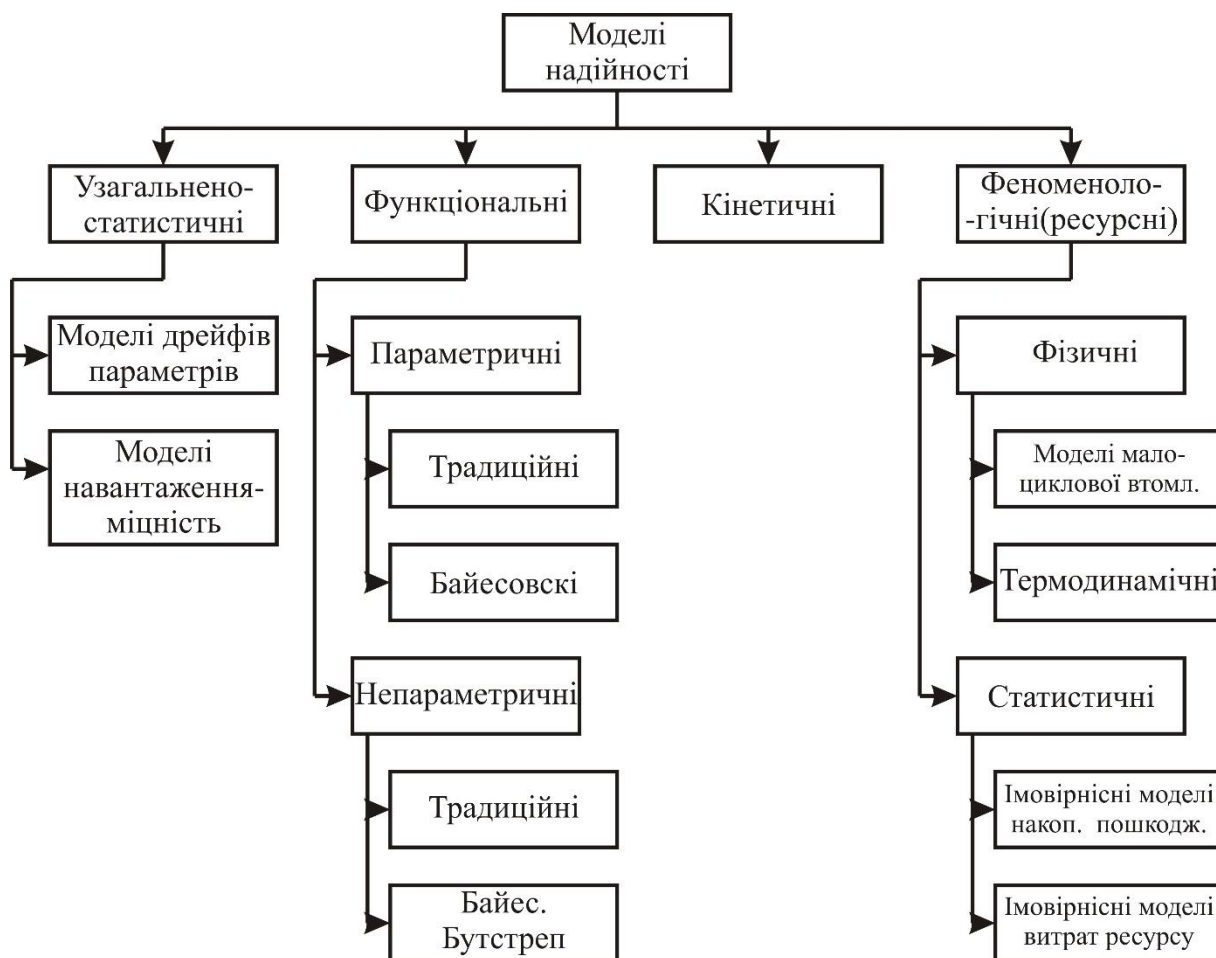 Моделі
надійності
Узагальнено-
статистичні
Функціональні
Кінетичні
Феноменоло-
-гічні(ресурсні)
Моделі дрейфів
параметрів
Моделі
навантаження-
міцність
Параметричні
Традиційні
Байесовскі
Непараметричні
Традиційні
Байес.
Бутстреп
Фізичні
Моделі мало-
циклової втомл.
Термодинамічні
Статистичні
Імовірнісні моделі
накоп. пошкодж.
Імовірнісні моделі
витрат ресурсу